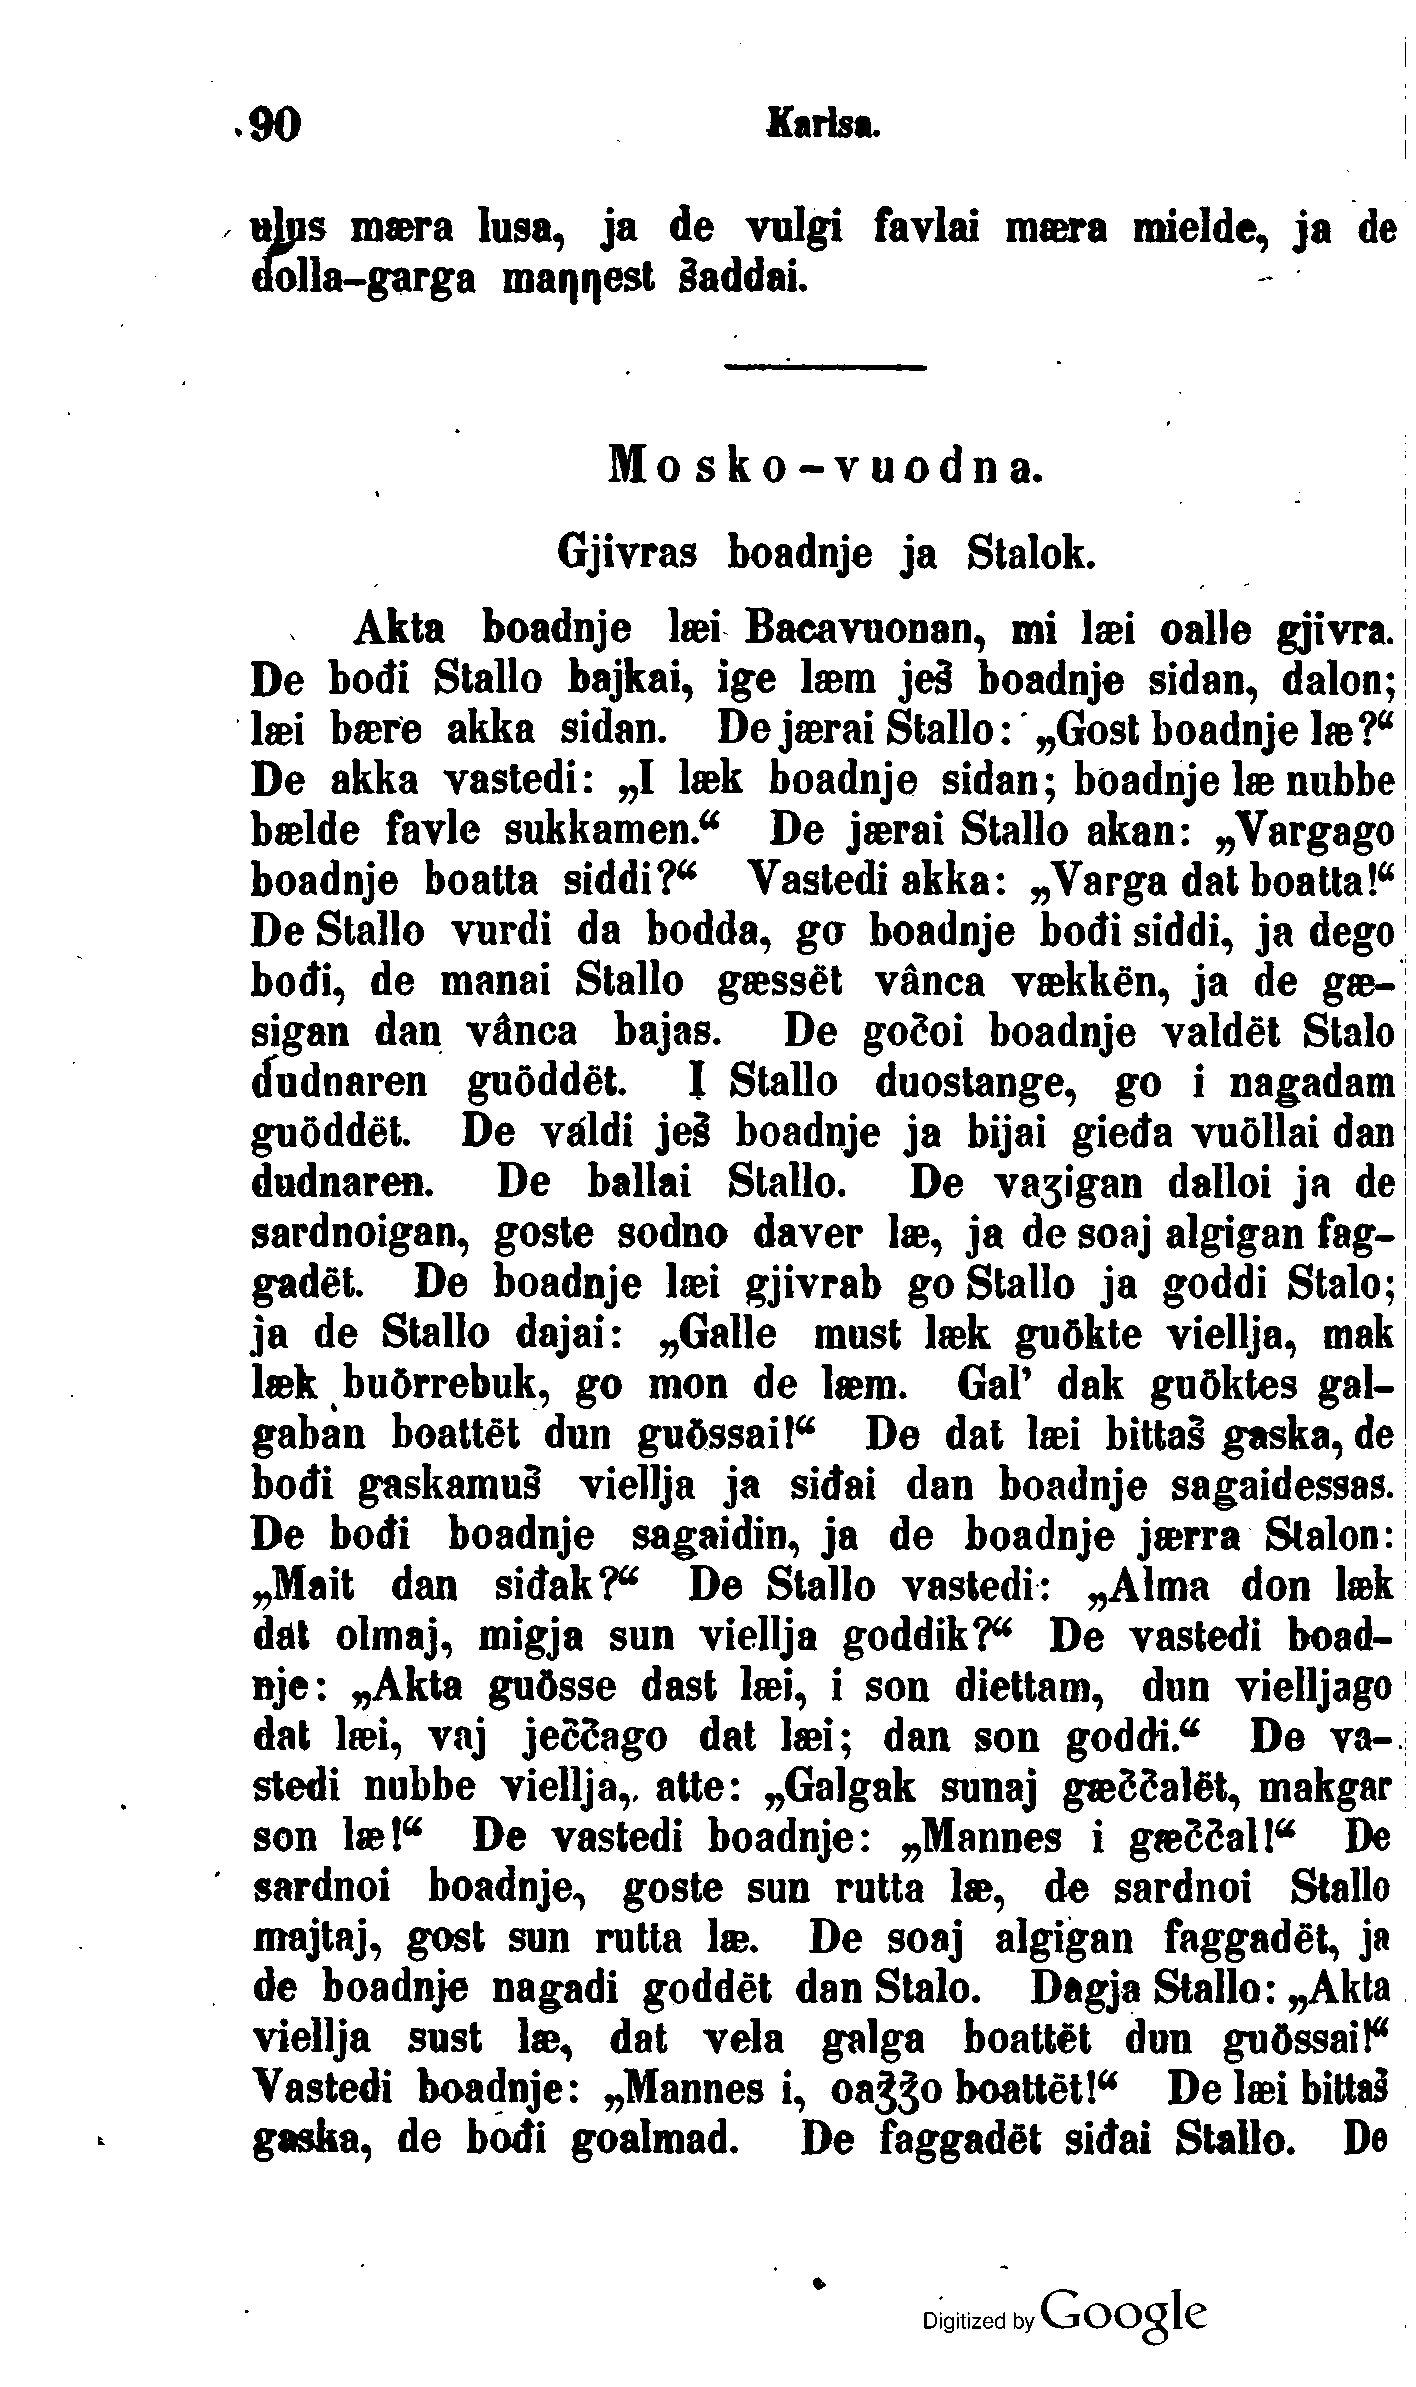 90 Karlsa.
ulus mæra lusa, ja de vulgi favlai mæra mielde, ja de
dolla-garga maŋŋest šaddai.
Mosko-vuodna.
Gjivras boadnje ja Stalok.
Akta boadnje læi Bacavuonan, mi læi oalle gjivra.
De bođi Stallo bajkai, ige læm ješ boadnje sidan, dalon;
læi bære akka sidan. De jærai Stallo: „Gost boadnje læ?“
De akka vastedi: „I læk boadnje sidan; boadnje læ nubbe
bælde favle sukkamen.“ De jærai Stallo akan: „Vargago
boadnje boatta siddi?“ Vastedi akka: „Varga dat boatta!“
De Stallo vurdi da bodda, go boadnje bođi siddi, ja dego
bođi, de manai Stallo gæssët vânca vækkën, ja de gæ-
sigan dan vânca bajas. De gočoi boadnje valdët Stalo
dudnaren guöddët. I Stallo duostange, go i nagadam
guöddët. De váldi ješ boadnje ja bijai gieđa vuöllai dan
dudnaren. De ballai Stallo. De vaʒigan dalloi ja de
sardnoigan, goste sodno daver læ, ja de soaj algigan fag-
gadët. De boadnje læi gjivrab go Stallo ja goddi Stalo;
ja de Stallo dajai: „Galle must læk guökte viellja, mak
læk buörrebuk, go mon de læm. Gal’ dak guöktes gal-
gaban boattët dun guössai!“ De dat læi bittaš gaska, de
bođi gaskamuš viellja ja siđai dan boadnje sagaidessas.
De bođi boadnje sagaidin, ja de boadnje jærra Stalon:
„Mait dan siđak?“ De Stallo vastedi: „Alma don læk
dat olmaj, migja sun viellja goddik?“ De vastedi boad-
nje: „Akta guösse dast læi, i son diettam, dun vielljago
dat læi, vaj ječčago dat læi; dan son goddi.“ De va-
stedi nubbe viellja, atte: „Galgak sunaj gæččalët, makgar
son læ!“ De vastedi boadnje: „Mannes i gæččal!“ De
sardnoi boadnje, goste sun rutta læ, de sardnoi Stallo
majtaj, gost sun rutta læ. De soaj algigan faggadët, ja
de boadnje nagadi goddët dan Stalo. Dagja Stallo: „Akta
viellja sust læ, dat vela galga boattët dun guössai!“
Vastedi boadnje: „Mannes i, oaǯǯo boattët!“ De læi bittaš
gaska, de bođi goalmad. De faggadët siđai Stallo. De
Digitized by Google